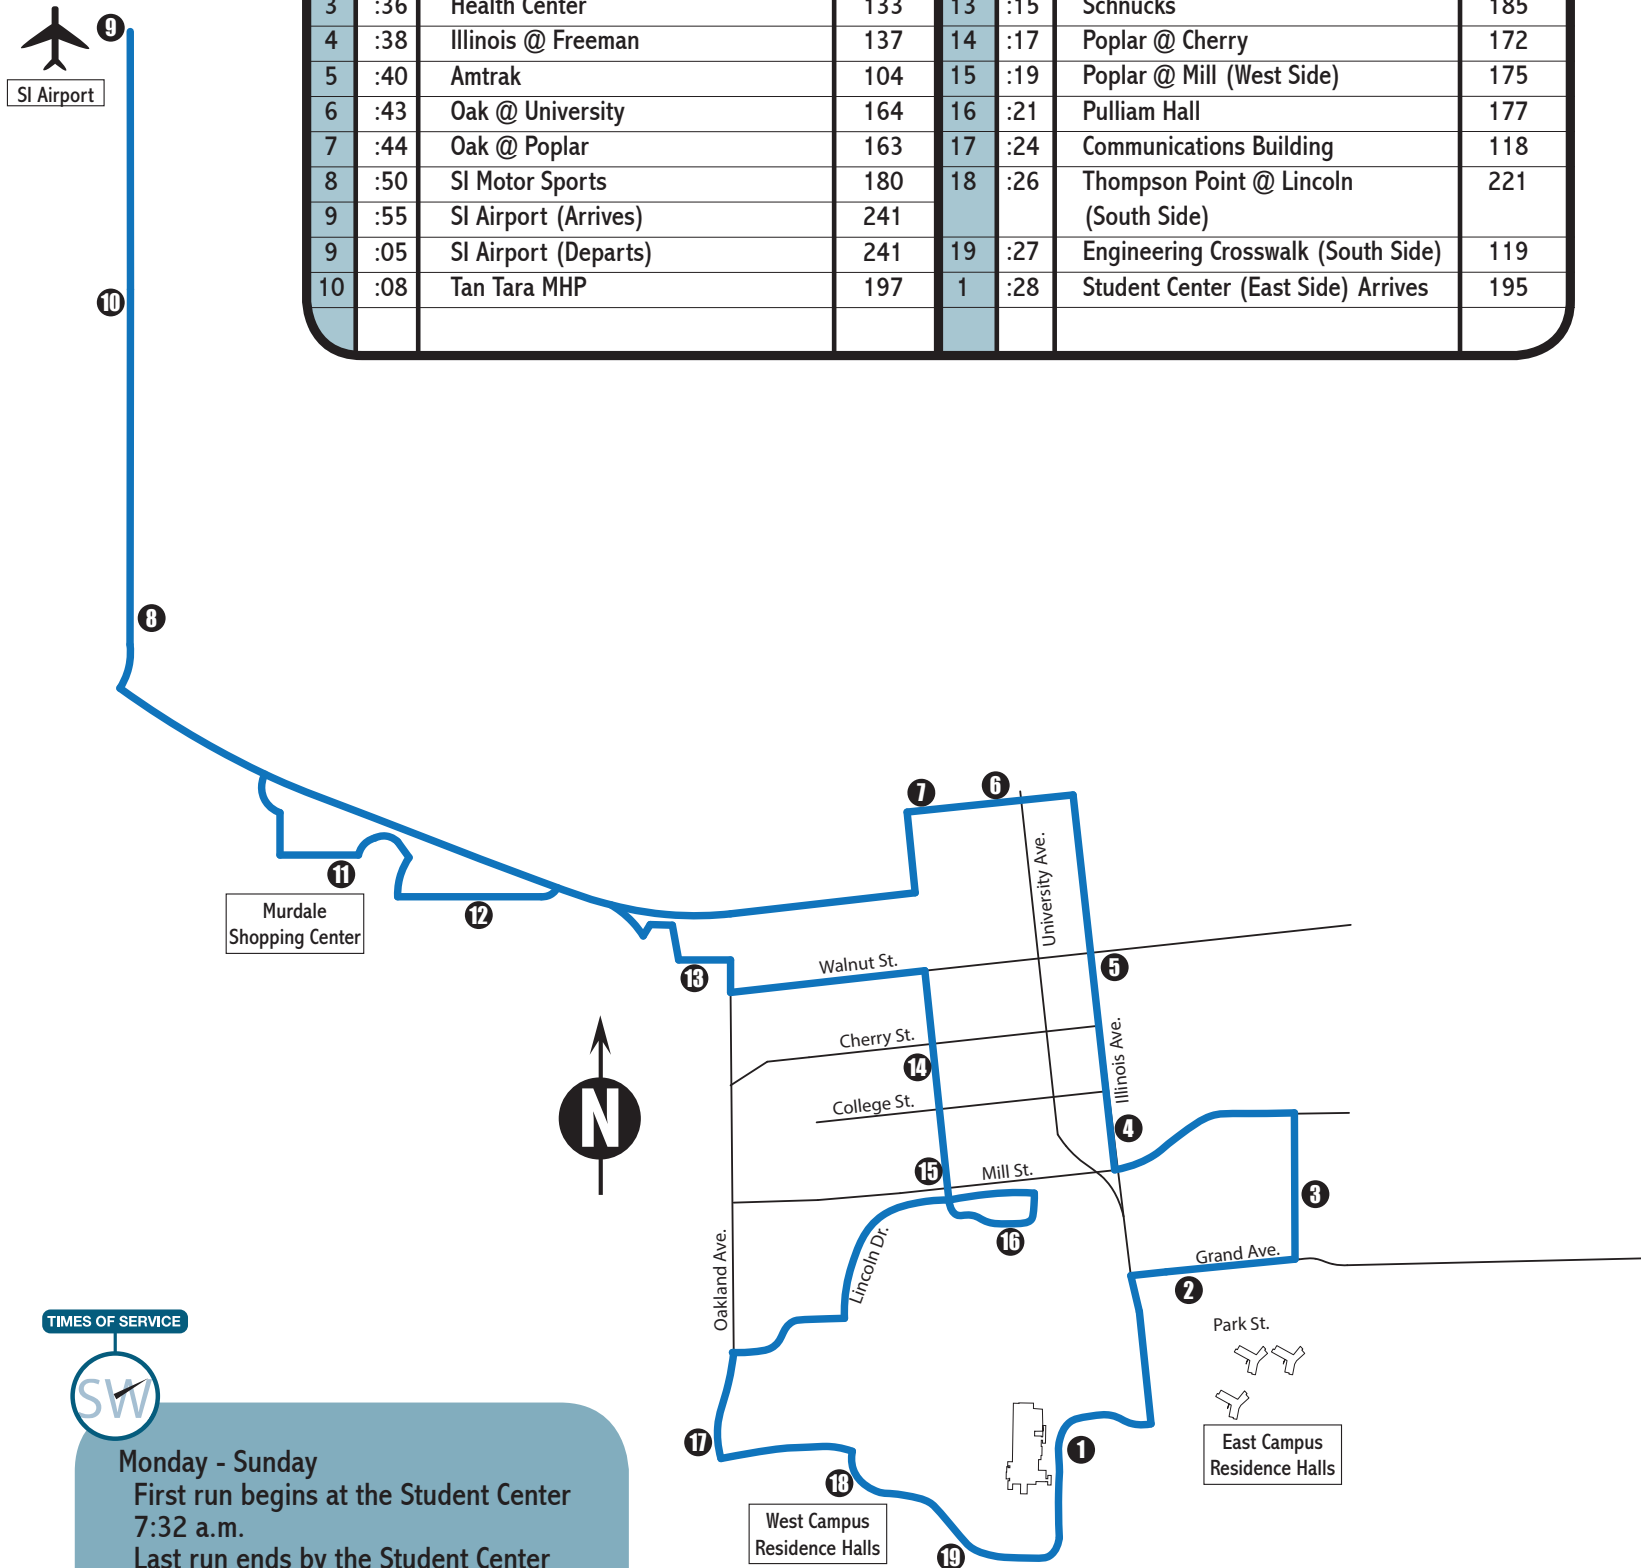 3 :36 Health Center 133 13 :15 Schnucks 185
4 :38 Illinois @ Freeman 137 14 :17 Poplar @ Cherry 172
5 :40 Amtrak 104 15 :19 Poplar @ Mill (West Side) 175
6 :43 Oak @ University 164 16 :21 Pulliam Hall 177
7 :44 Oak @ Poplar 163 17 :24 Communications Building 118
8 :50 SI Motor Sports 180 18 :26 Thompson Point @ Lincoln 221
9 :55 SI Airport (Arrives) 241 (South Side)
9 :05 SI Airport (Departs) 241 19 :27 Engineering Crosswalk (South Side) 119
10 :08 Tan Tara MHP 197 1 :28 Student Center (East Side) Arrives 195
9
SI Airport
10
8
7
6
University Ave.
11
Murdale
Shopping Center
12
13
Walnut St.
5
Cherry St.
14
Illinois Ave.
College St.
4
N
15
Mill St.
3
16
Lincoln Dr.
Oakland Ave.
Grand Ave.
2
Park St.
East Campus
Residence Halls
1
17
18
West Campus
Residence Halls
19
TIMES OF SERVICE
SW
Monday - Sunday
First run begins at the Student Center
7:32 a.m.
Last run ends by the Student Center